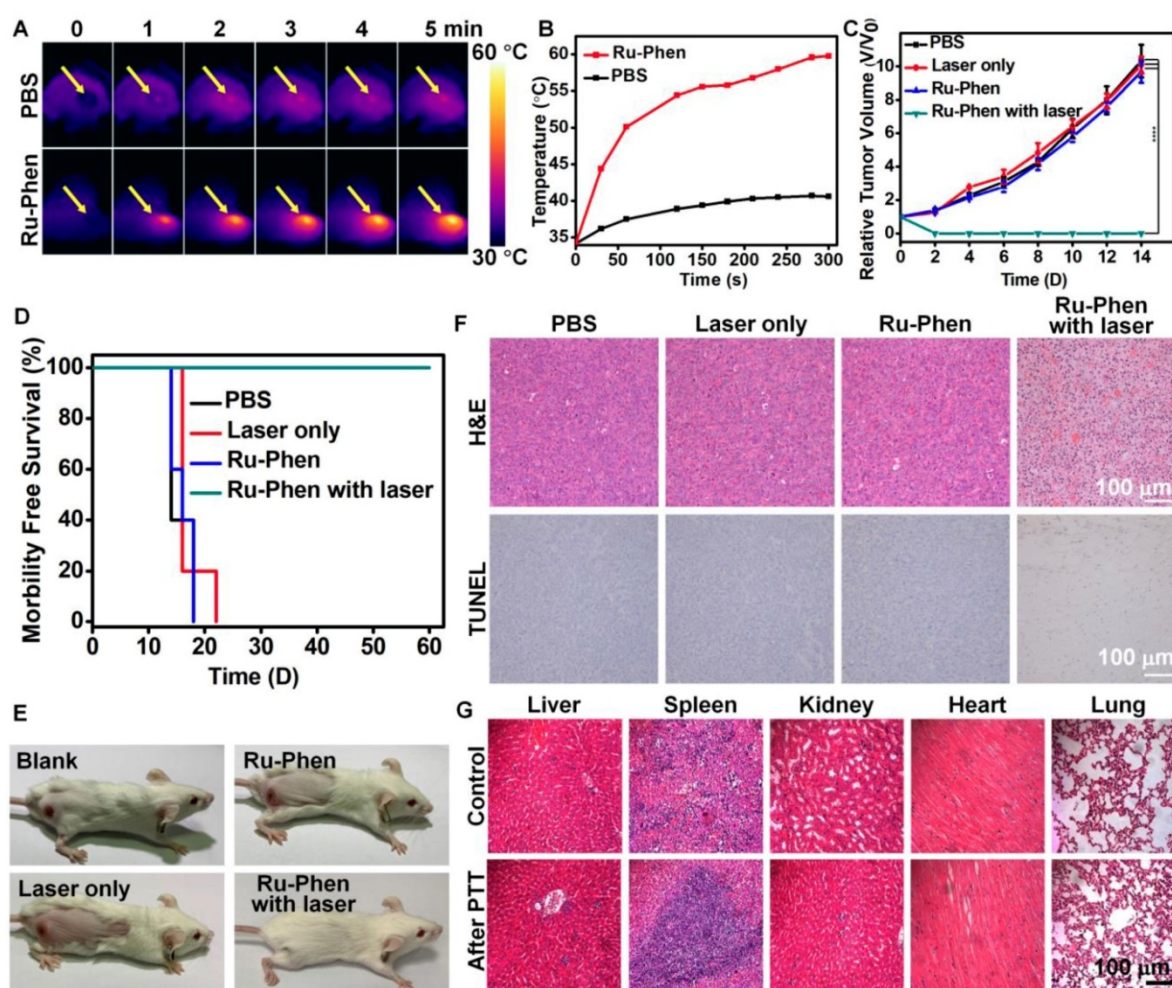 A
0 1 2 3 4 5 min
PBS
Ru-Phen
60 °C
30 °C
B
Ru-Phen
PBS
Temperature (°C)
60
55
50
45
40
35
0 50 100 150 200 250 300
Time (s)
C
PBS
Laser only
Ru-Phen
Ru-Phen with laser
Relative Tumor Volume (V/V0)
10
8
6
4
2
0
0 2 4 6 8 10 12 14
Time (D)
****
D
Morbility Free Survival (%)
100
80
60
40
20
0
PBS
Laser only
Ru-Phen
Ru-Phen with laser
0 10 20 30 40 50 60
Time (D)
E
Blank
Ru-Phen
Laser only
Ru-Phen
with laser
F
PBS
Laser only
Ru-Phen
Ru-Phen
with laser
H&E
100 μm
TUNEL
100 μm
G
Liver Spleen Kidney Heart Lung
Control
After PTT
100 μm